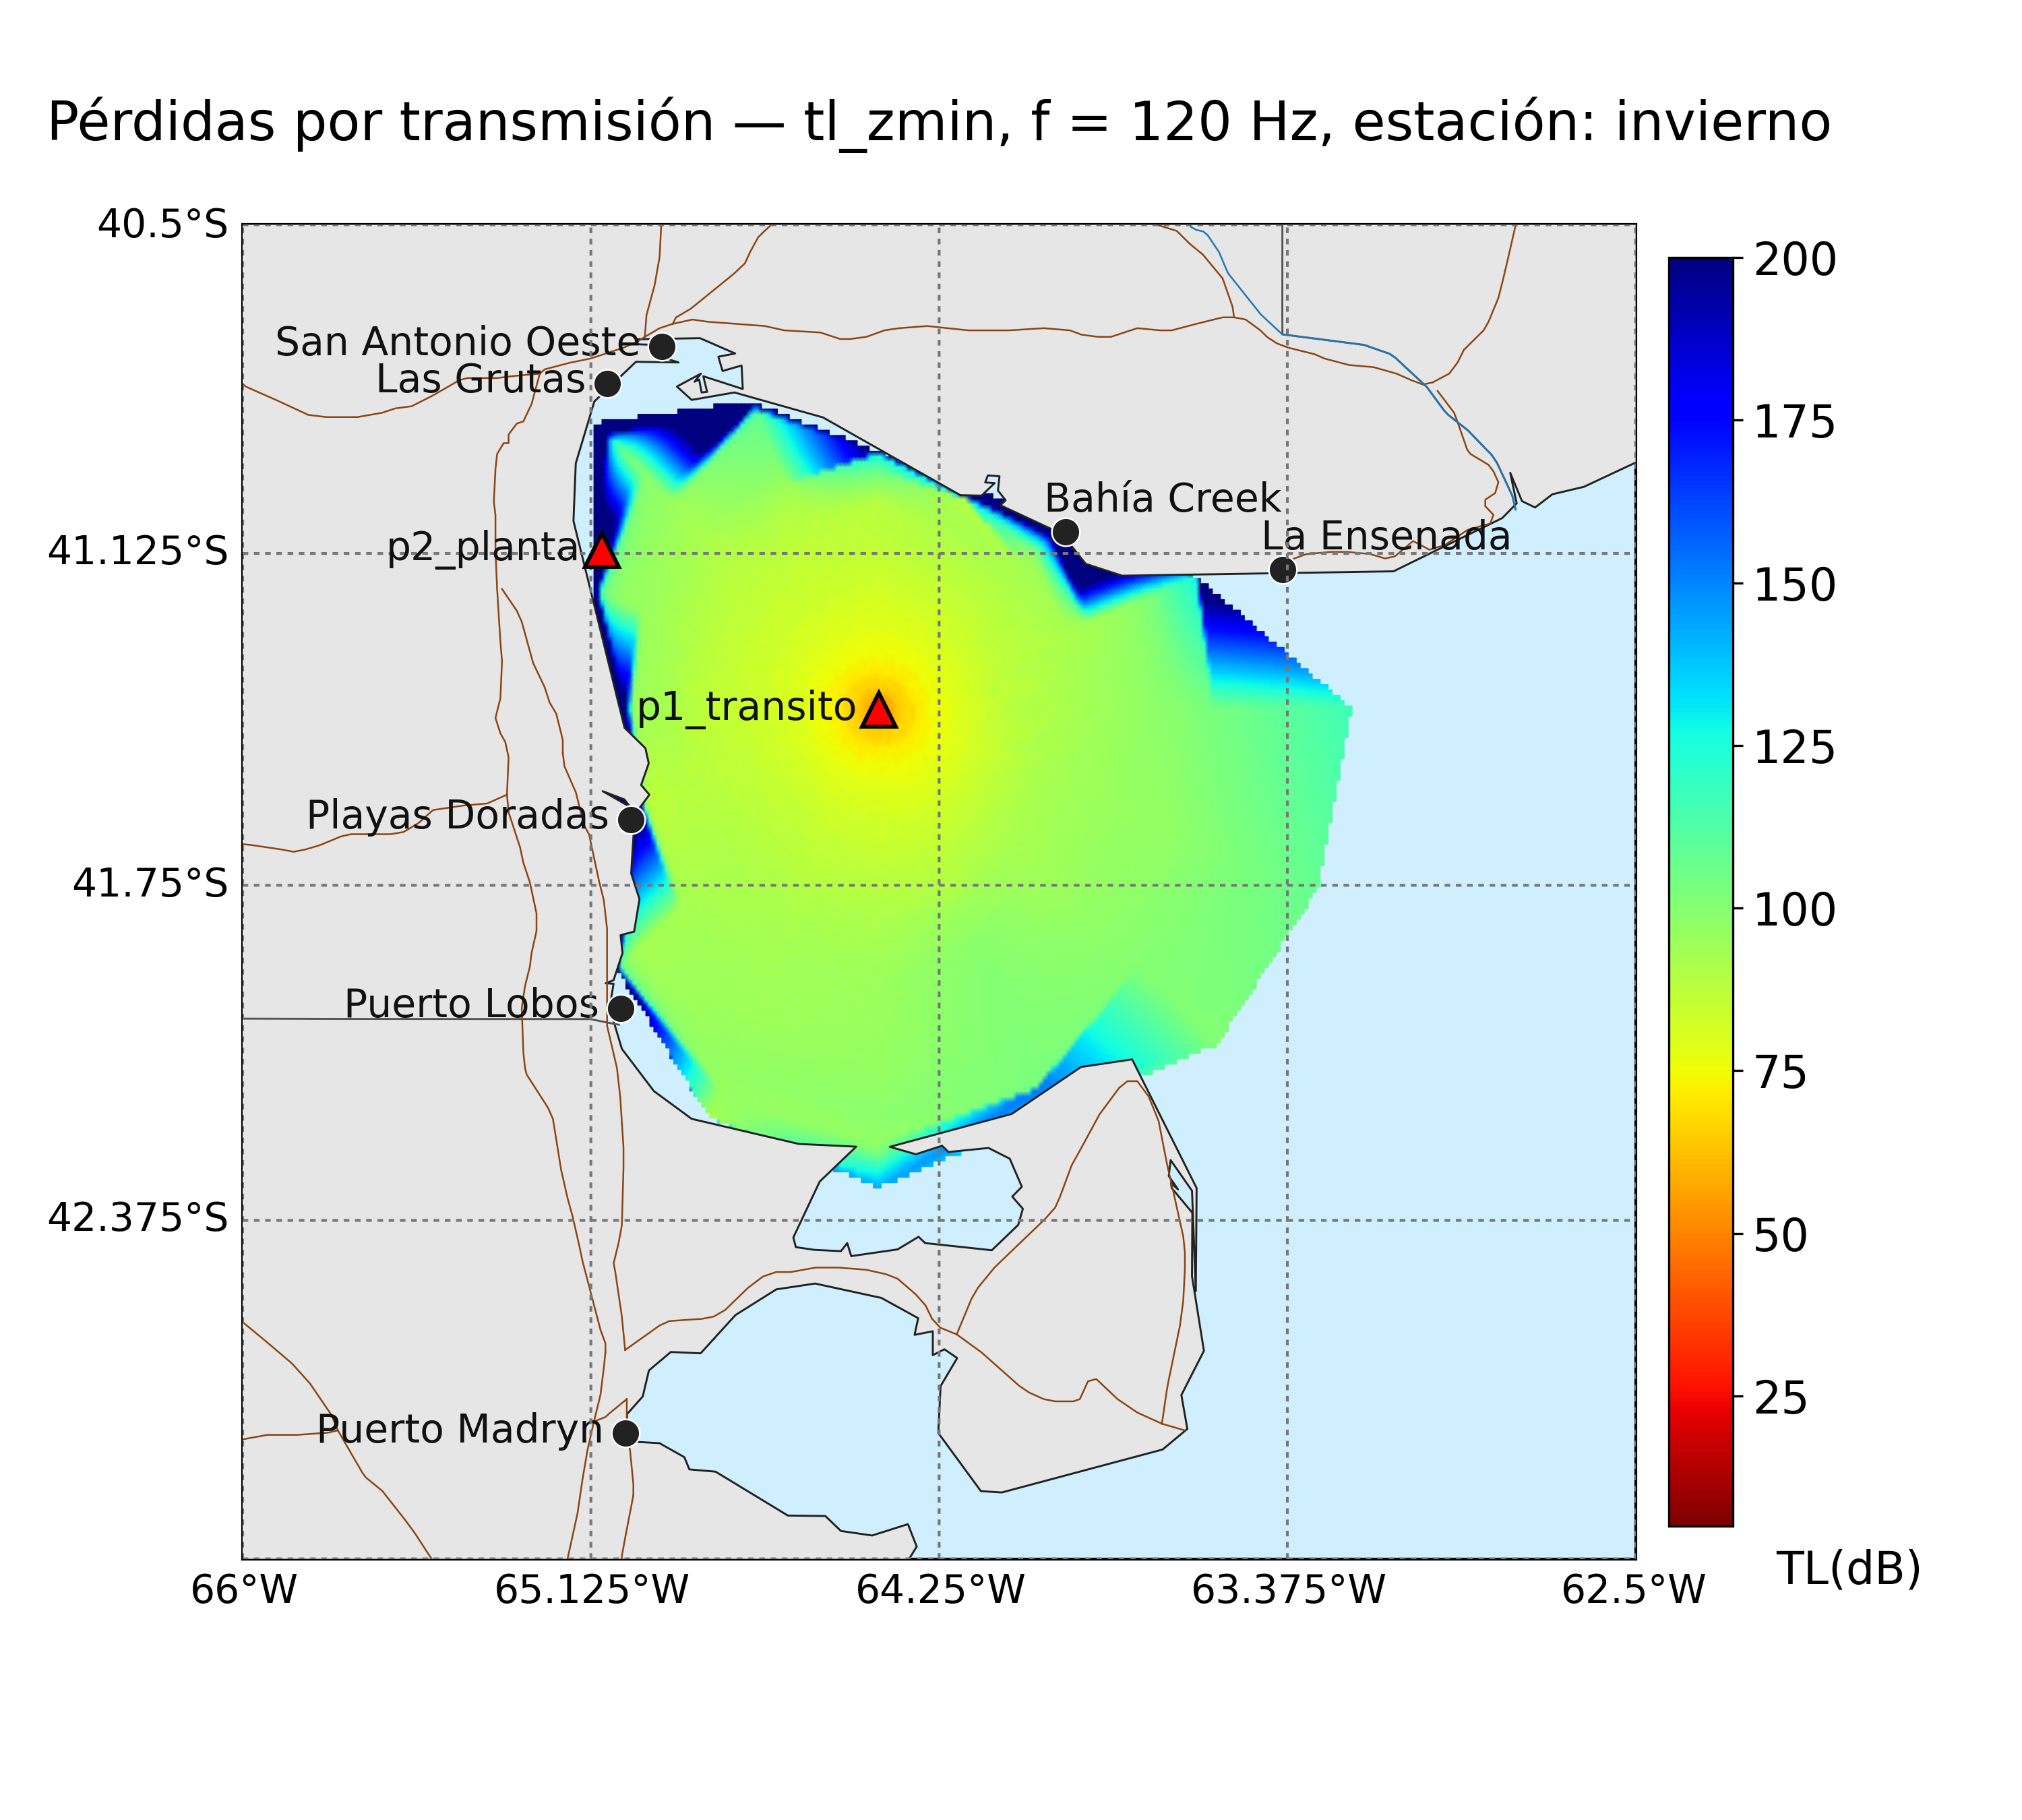 Pérdidas por transmisión — tl_zmin, f = 120 Hz, estación: invierno
40.5°S
200
San Antonio Oeste
Las Grutas
175
Bahía Creek
La Ensenada
p2_planta
41.125°S
150
p1_transito
125
Playas Doradas
41.75°S
100
Puerto Lobos
75
42.375°S
50
25
Puerto Madryn
TL(dB)
66°W
65.125°W
64.25°W
63.375°W
62.5°W